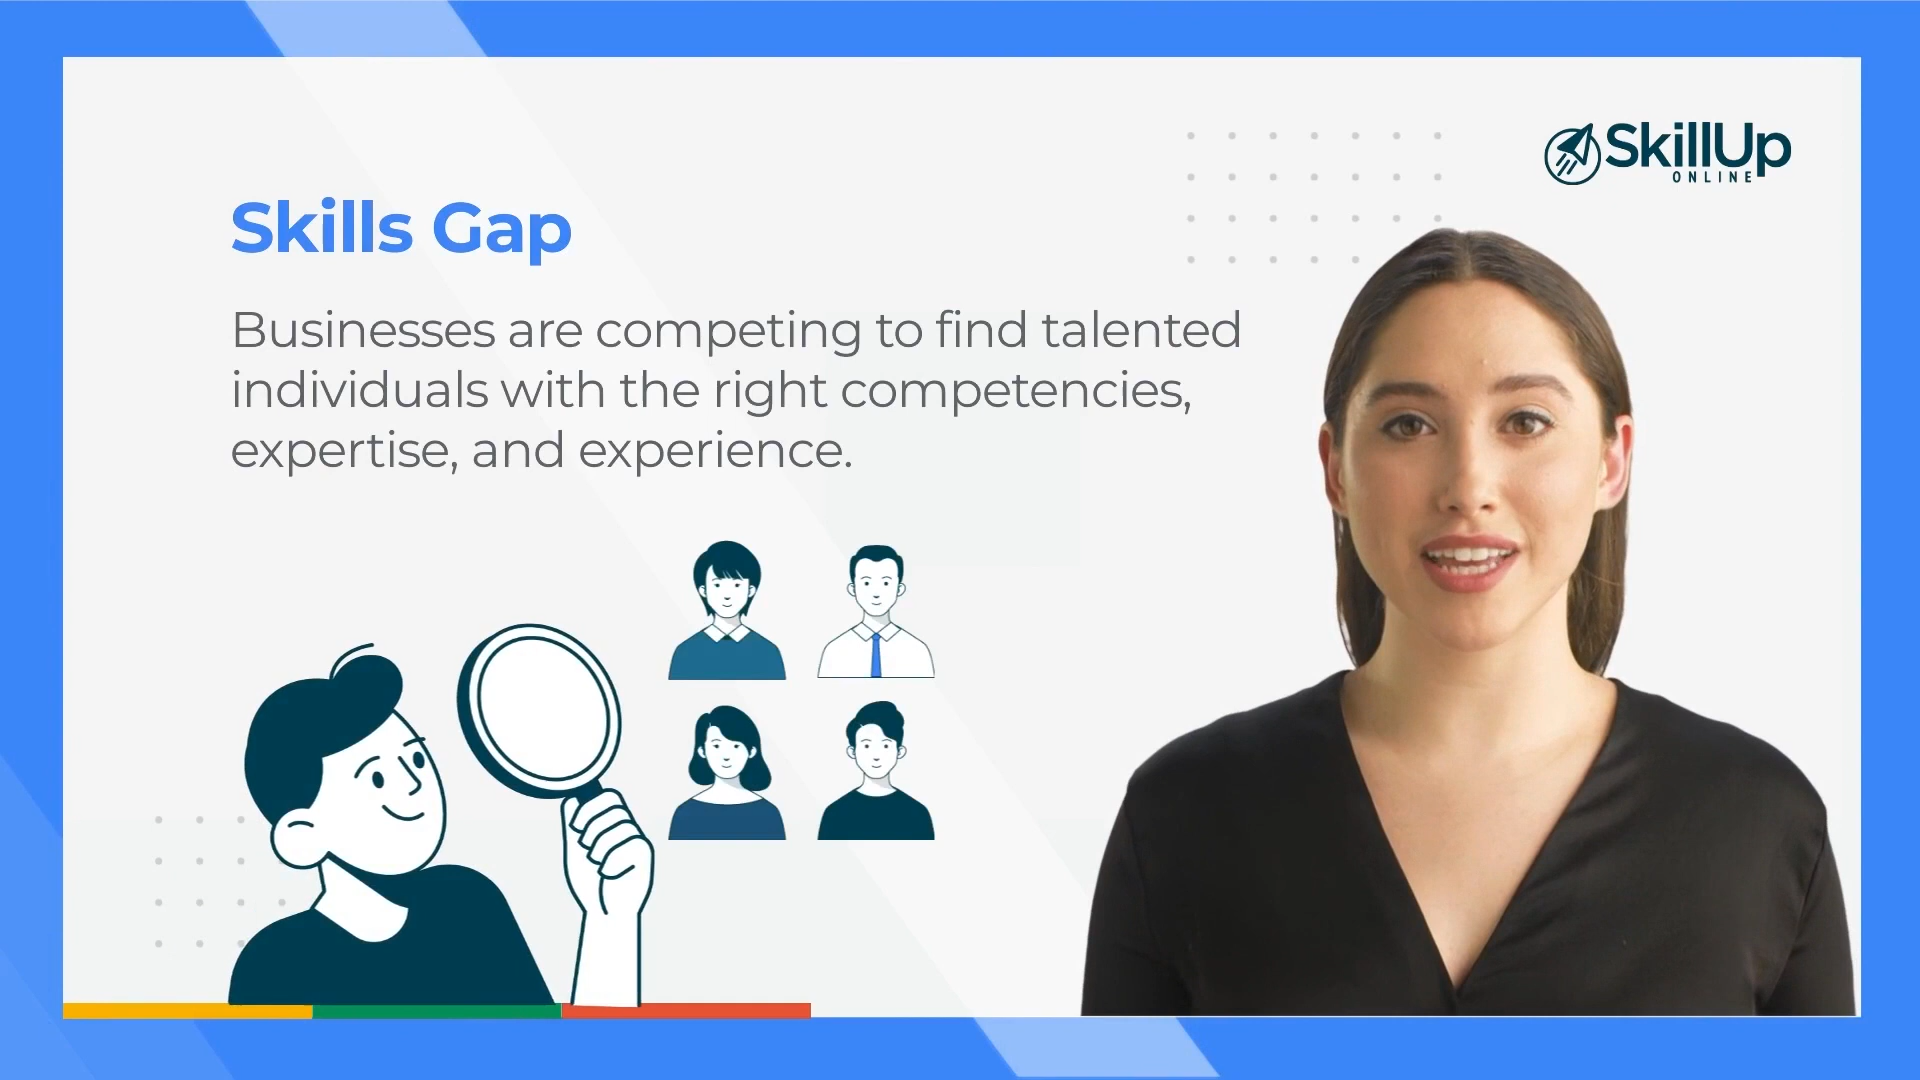 SkillUp
ONLINE
Skills Gap
Businesses are competing to find talented
individuals with the right competencies,
expertise, and experience.